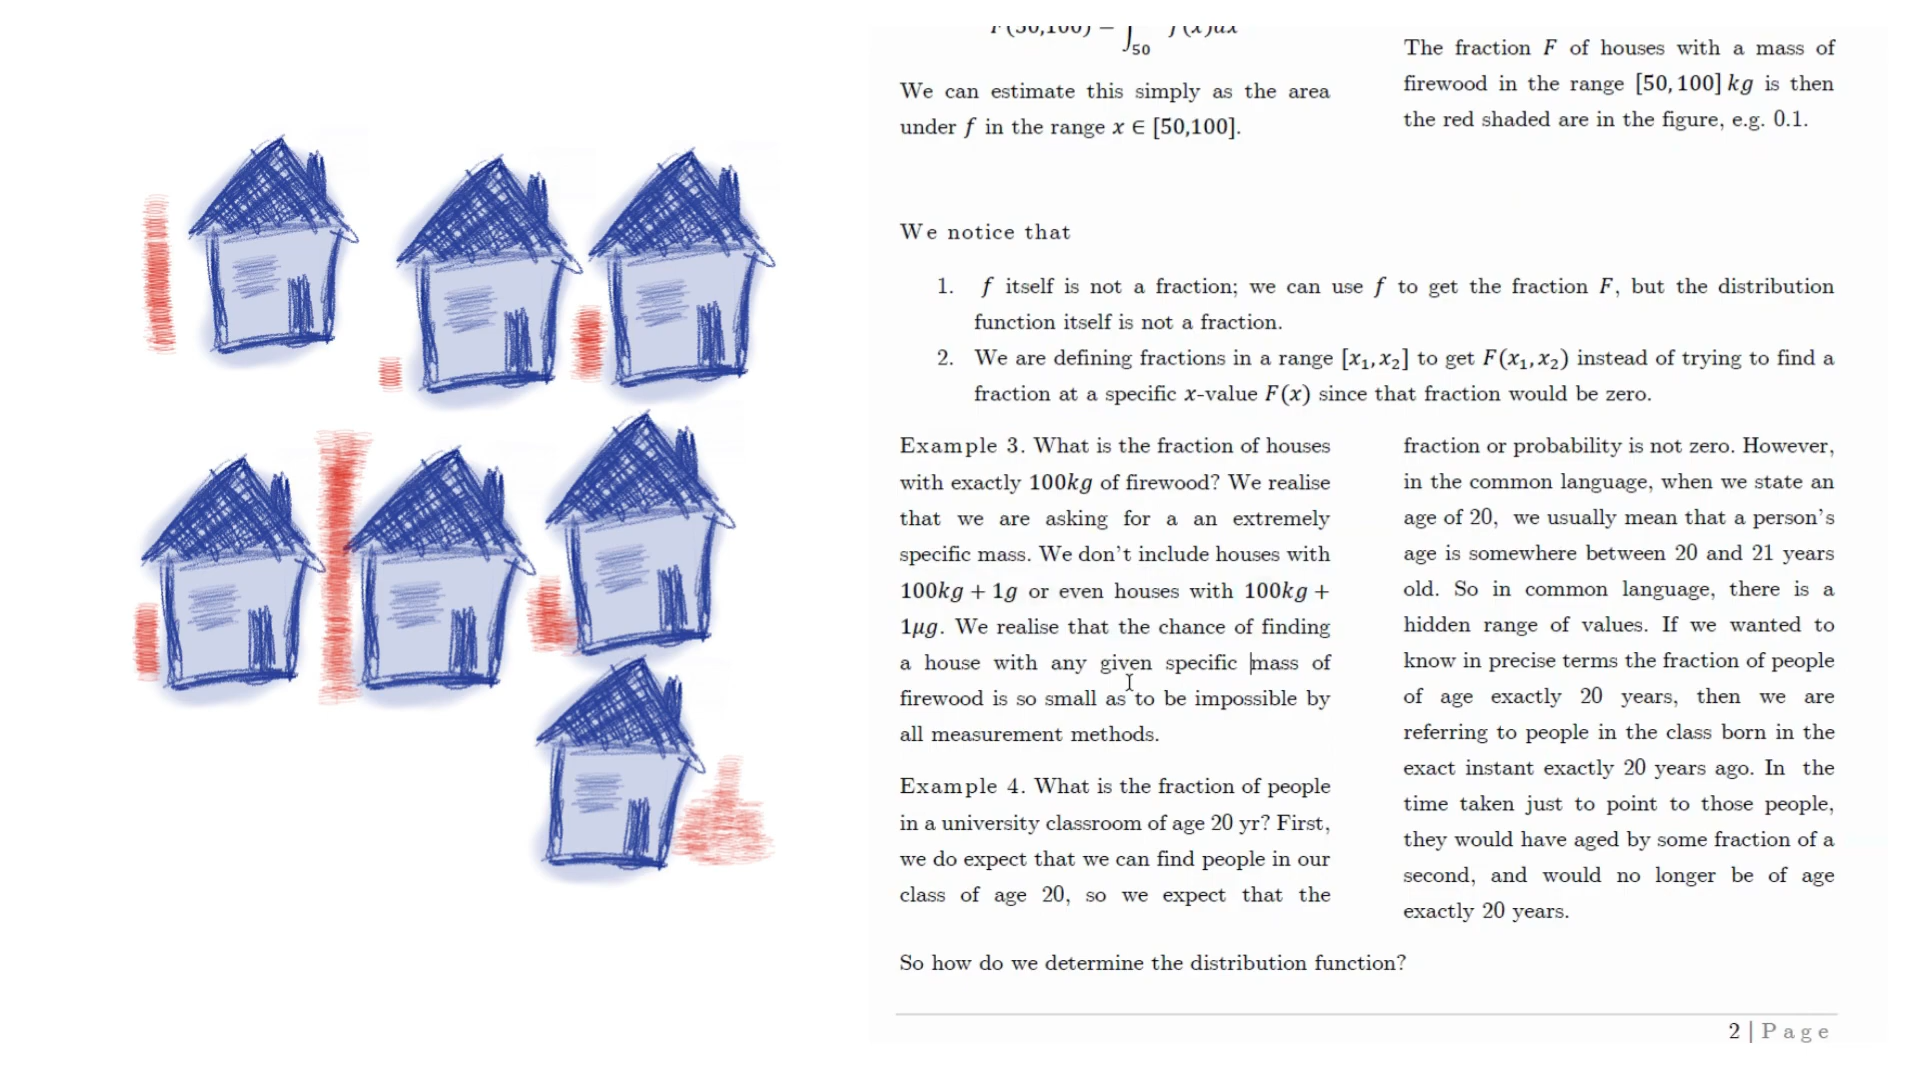 We can estimate this simply as the area
under f in the range x ∈ [50,100].
The fraction F of houses with a mass of
firewood in the range [50, 100] kg is then
the red shaded are in the figure, e.g. 0.1.
We notice that
1. f itself is not a fraction; we can use f to get the fraction F, but the distribution
function itself is not a fraction.
2. We are defining fractions in a range [x₁, x₂] to get F(x₁, x₂) instead of trying to find a
fraction at a specific x-value F(x) since that fraction would be zero.
Example 3. What is the fraction of houses
with exactly 100kg of firewood? We realise
that we are asking for a an extremely
specific mass. We don't include houses with
100kg + 1g or even houses with 100kg +
1μg. We realise that the chance of finding
a house with any given specific mass of
firewood is so small as to be impossible by
all measurement methods.
Example 4. What is the fraction of people
in a university classroom of age 20 yr? First,
we do expect that we can find people in our
class of age 20, so we expect that the
fraction or probability is not zero. However,
in the common language, when we state an
age of 20, we usually mean that a person's
age is somewhere between 20 and 21 years
old. So in common language, there is a
hidden range of values. If we wanted to
know in precise terms the fraction of people
of age exactly 20 years, then we are
referring to people in the class born in the
exact instant exactly 20 years ago. In the
time taken just to point to those people,
they would have aged by some fraction of a
second, and would no longer be of age
exactly 20 years.
So how do we determine the distribution function?
2 | Page